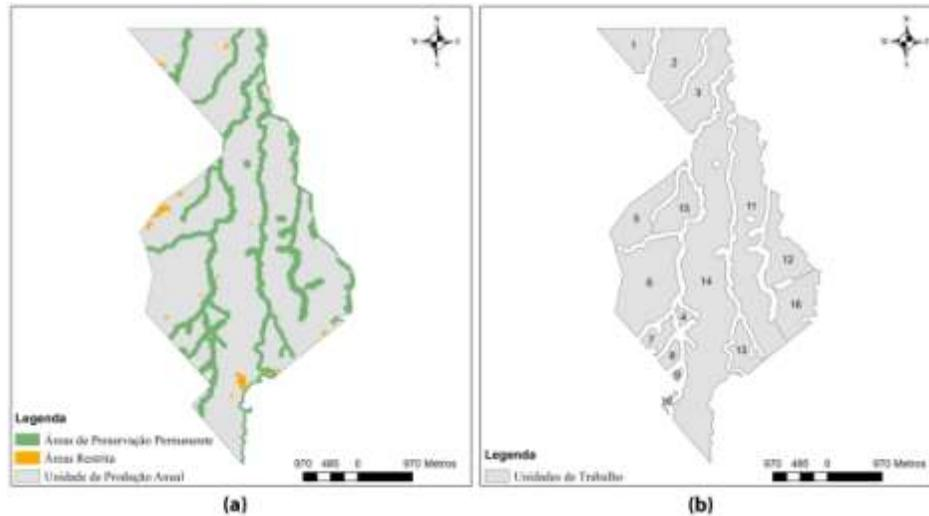 N
Legenda
Áreas de Preservação Permanente
Áreas Restrita
Unidade de Produção Anual
970 485 0 970 Metros
(a)
N
1
2
3
5
15
11
6
14
12
16
4
7
8
13
9
10
Legenda
Unidades de Trabalho
970 485 0 970 Metros
(b)